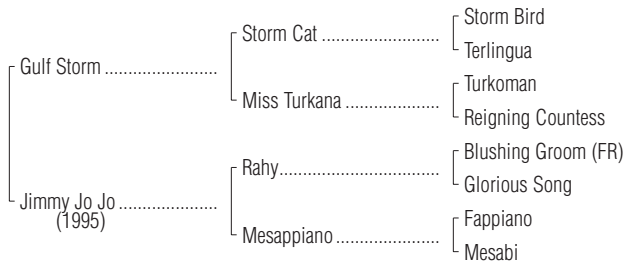 Storm Bird
Storm Cat ........................
Terlingua
Gulf Storm .......................
Turkoman
Miss Turkana ...................
Reigning Countess
Blushing Groom (FR)
Rahy................................
Glorious Song
Jimmy Jo Jo ....................
(1995)
Fappiano
Mesappiano .....................
Mesabi